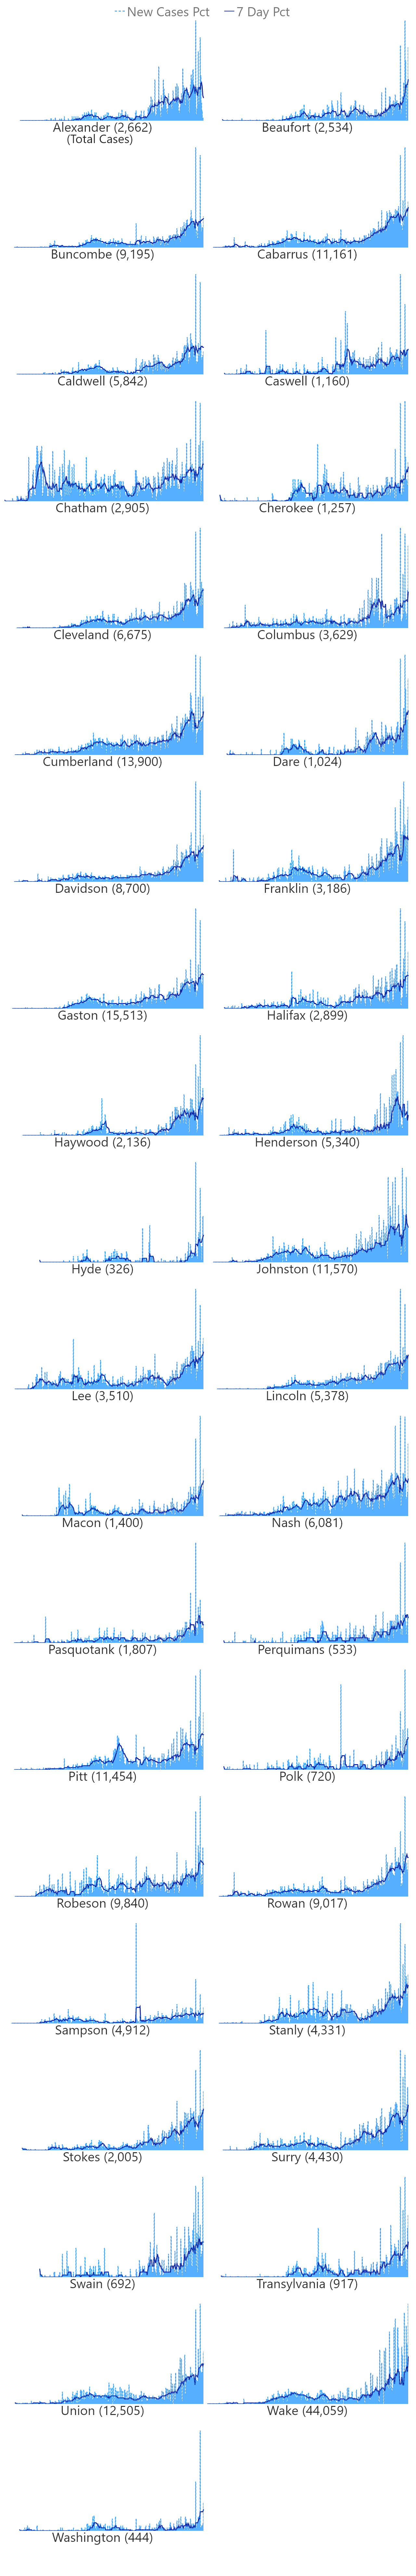 New Cases Pct 7 Day Pct
Alexander (2,662) Beaufort (2,534)
(Total Cases)
Buncombe (9,195) Cabarrus (11,161)
Caldwell (5,842) Caswell (1,160)
Chatham (2,905) Cherokee (1,257)
Cleveland (6,675) Columbus (3,629)
Cumberland (13,900) Dare (1,024)
Davidson (8,700) Franklin (3,186)
Gaston (15,513) Halifax (2,899)
Haywood (2,136) Henderson (5,340)
Hyde (326) Johnston (11,570)
Lee (3,510) Lincoln (5,378)
Macon (1,400) Nash (6,081)
Pasquotank (1,807) Perquimans (533)
Pitt (11,454) Polk (720)
Robeson (9,840) Rowan (9,017)
Sampson (4,912) Stanly (4,331)
Stokes (2,005) Surry (4,430)
Swain (692) Transylvania (917)
Union (12,505) Wake (44,059)
Washington (444)